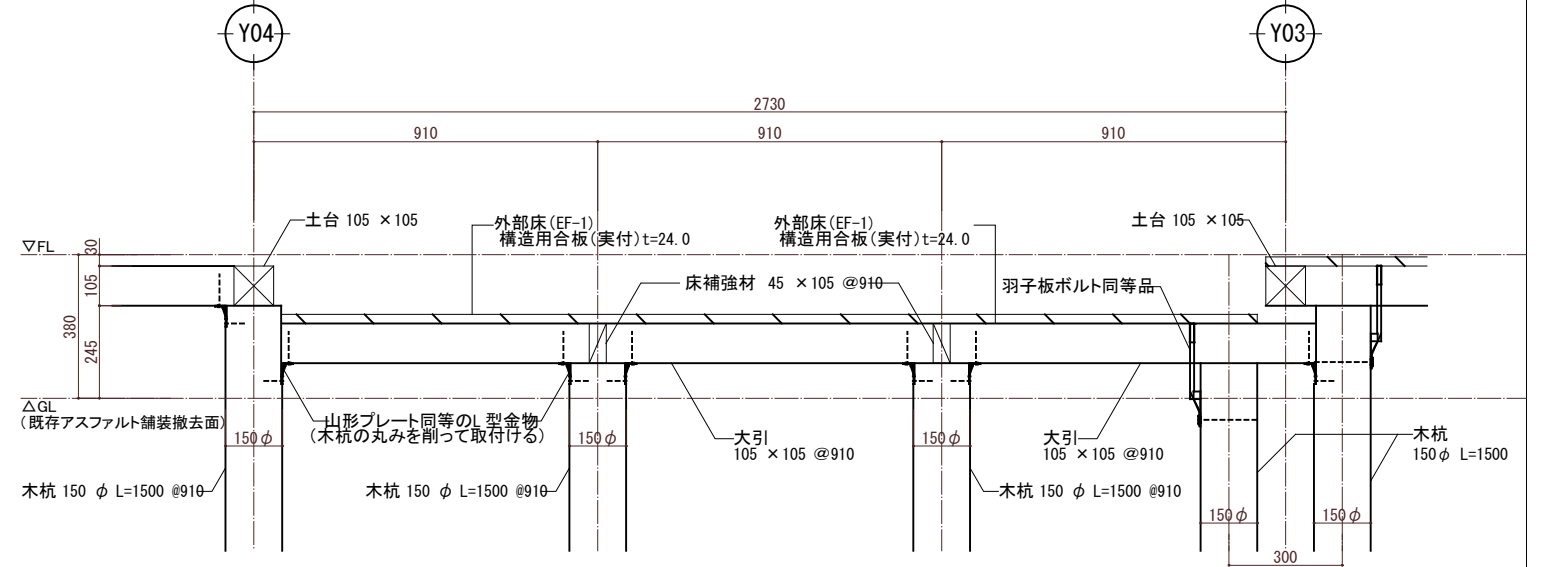 Y04
Y03
2730
910
910
910
土台 105 ×105
外部床(EF-1)
構造用合板(実付)t=24.0
外部床(EF-1)
構造用合板(実付)t=24.0
土台 105 ×105
▽FL
30
105
380
245
床補強材 45 ×105 @910
羽子板ボルト同等品
△GL
(既存アスファルト舗装撤去面)
山形プレート同等のL 型金物
(木杭の丸みを削って取付ける)
150φ
150φ
150φ
大引
105 ×105 @910
大引
105 ×105 @910
木杭
150φ L=1500
木杭 150 φ L=1500 @910
木杭 150 φ L=1500 @910
木杭 150 φ L=1500 @910
150φ
150φ
300